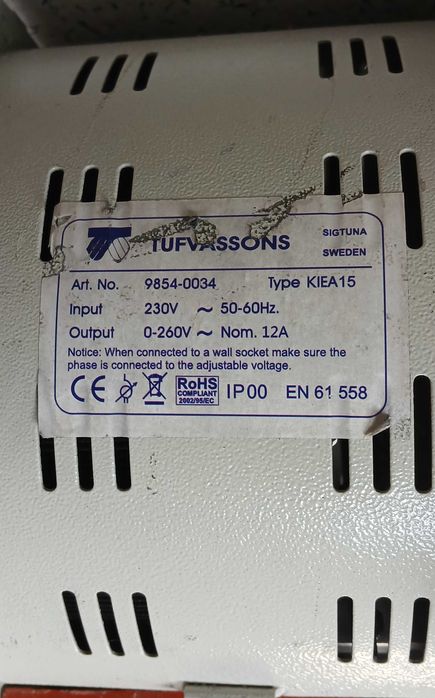 TUFVASSONS
SIGTUNA
SWEDEN
Art. No. 9854-0034 Type KIEA15
Input 230V ~ 50-60Hz.
Output 0-260V ~ Nom. 12A
Notice: When connected to a wall socket make sure the
phase is connected to the adjustable voltage.
CE RoHS IP00 EN 61 558
COMPLIANT
2002/95/EC